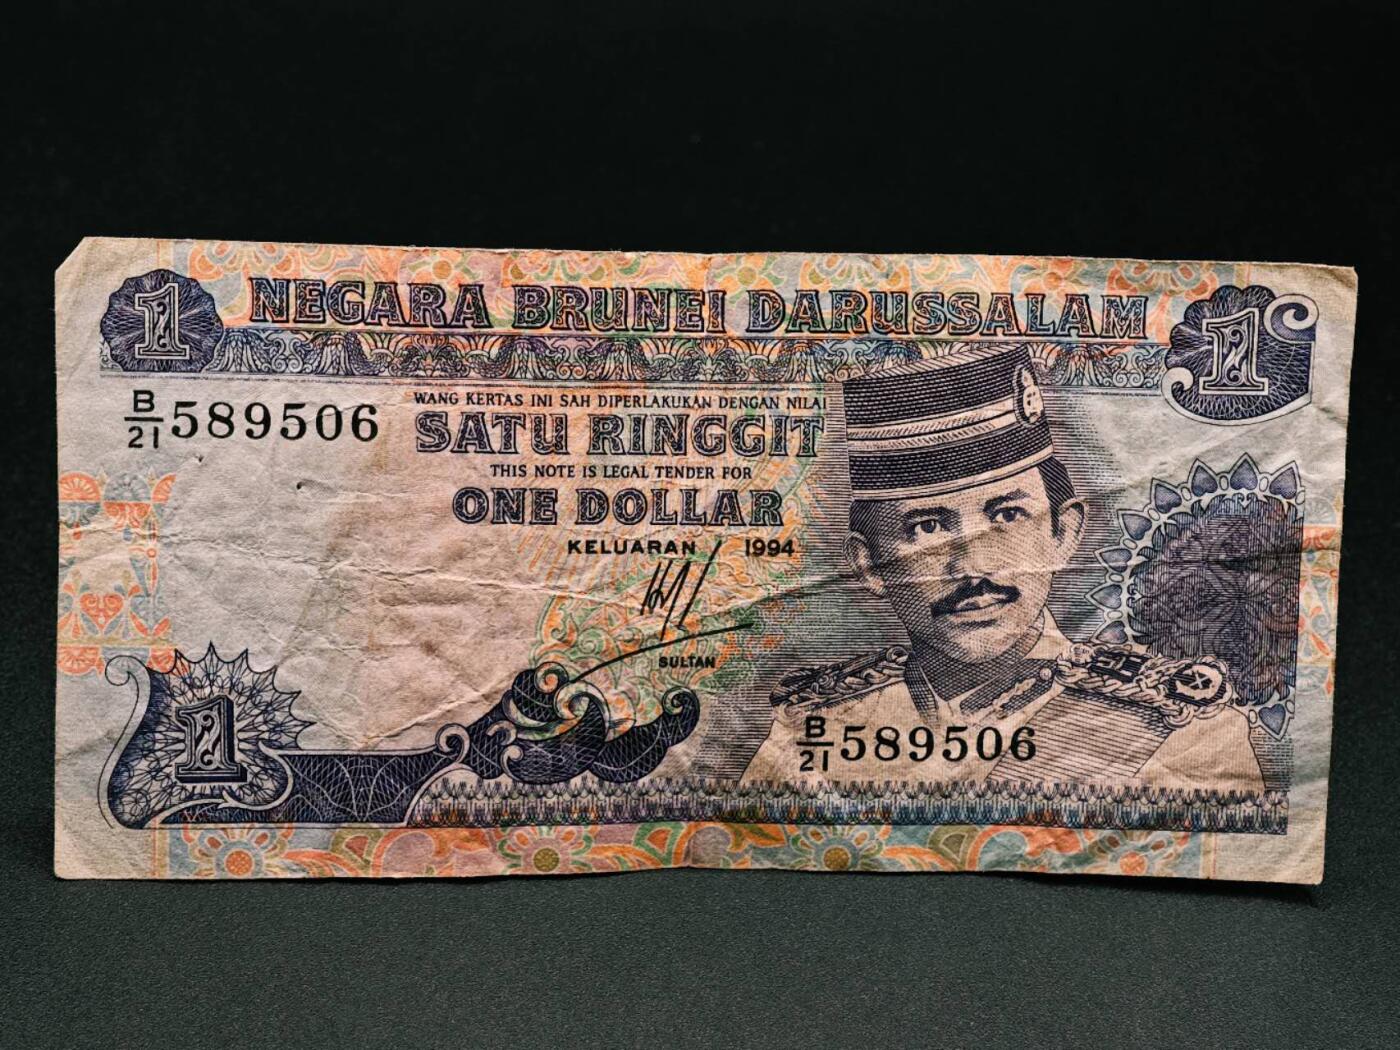 1 NEGARA BRUNEI DARUSSALAM 1
B/21 589506
WANG KERTAS INI SAH DIPERLAKUKAN DENGAN NILAI
SATU RINGGIT
THIS NOTE IS LEGAL TENDER FOR
ONE DOLLAR
KELUARAN 1994
SULTAN
1
B/21 589506